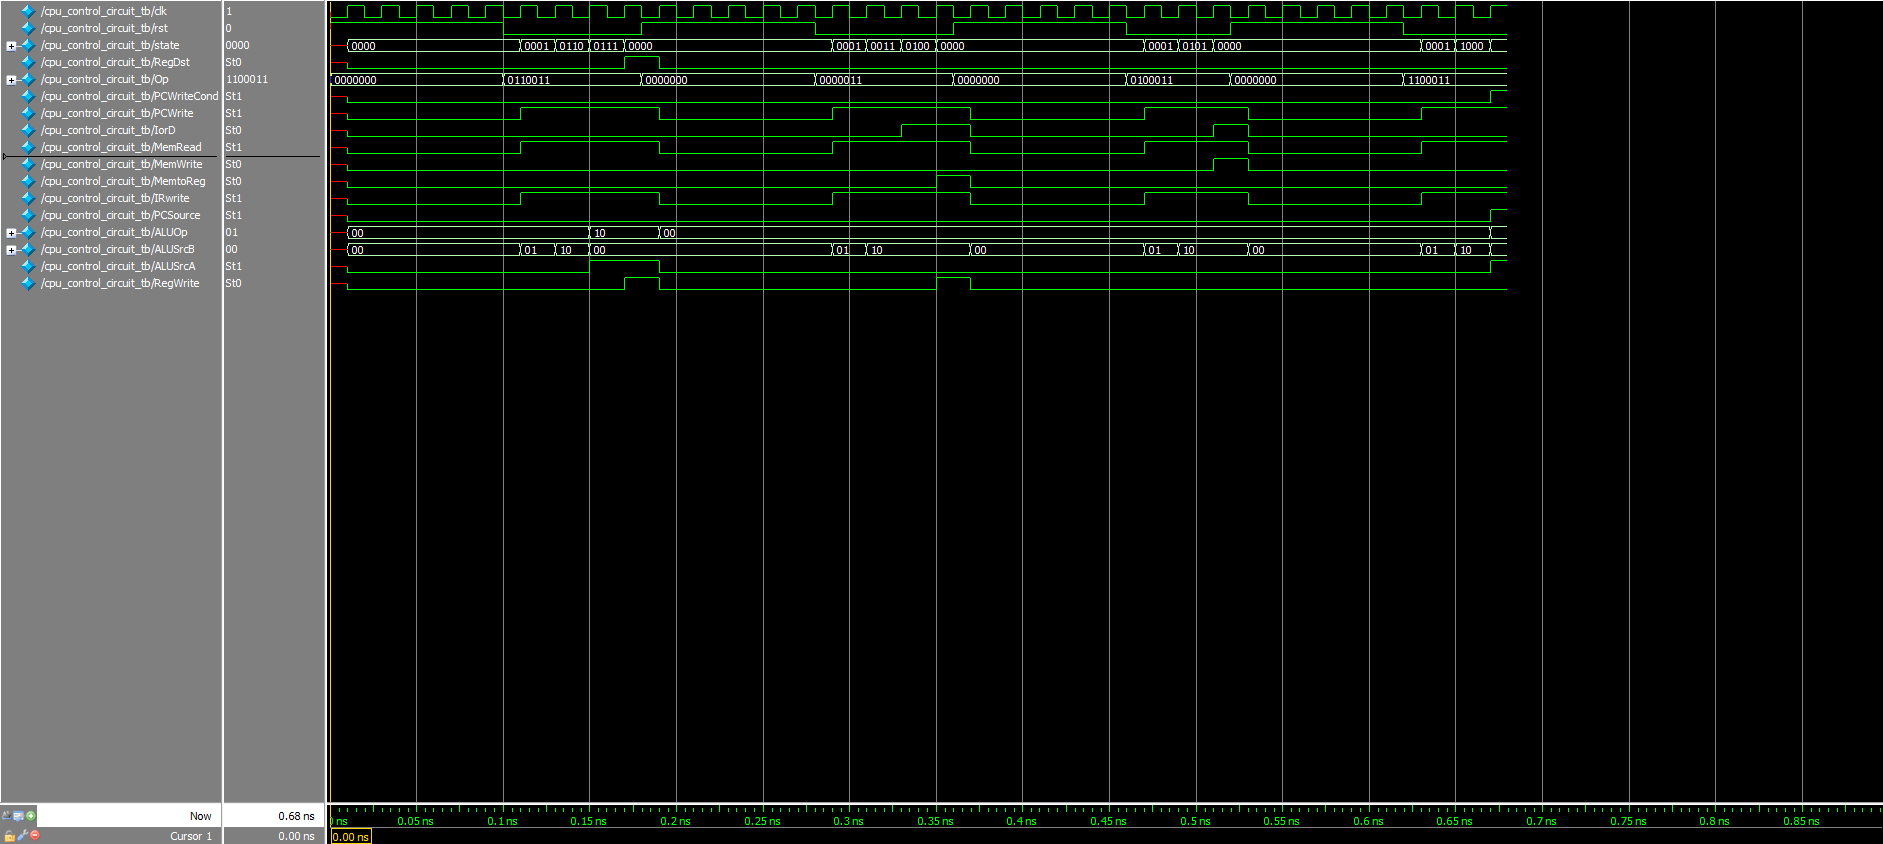 /cpu_control_circuit_tb/clk 1
/cpu_control_circuit_tb/rst 0
/cpu_control_circuit_tb/state 0000 0000 0001 0110 0111 0000 0001 0011 0100 0000 0001 0101 0000 0001 1000
/cpu_control_circuit_tb/RegDst St0
/cpu_control_circuit_tb/Op 1100011 0000000 0110011 0000000 0000011 0000000 0100011 0000000 1100011
/cpu_control_circuit_tb/PCWriteCond St1
/cpu_control_circuit_tb/PCWrite St1
/cpu_control_circuit_tb/IorD St0
/cpu_control_circuit_tb/MemRead St1
/cpu_control_circuit_tb/MemWrite St0
/cpu_control_circuit_tb/MemtoReg St0
/cpu_control_circuit_tb/IRwrite St1
/cpu_control_circuit_tb/PCSource St1
/cpu_control_circuit_tb/ALUOp 01 00 10 00
/cpu_control_circuit_tb/ALUSrcB 00 00 01 10 00 01 10 00 01 10 00 01 10
/cpu_control_circuit_tb/ALUSrcA St1
/cpu_control_circuit_tb/RegWrite St0
Now 0.68 ns ns 0.05 ns 0.1 ns 0.15 ns 0.2 ns 0.25 ns 0.3 ns 0.35 ns 0.4 ns 0.45 ns 0.5 ns 0.55 ns 0.6 ns 0.65 ns 0.7 ns 0.75 ns 0.8 ns 0.85 ns
Cursor 1 0.00 ns 0.00 ns